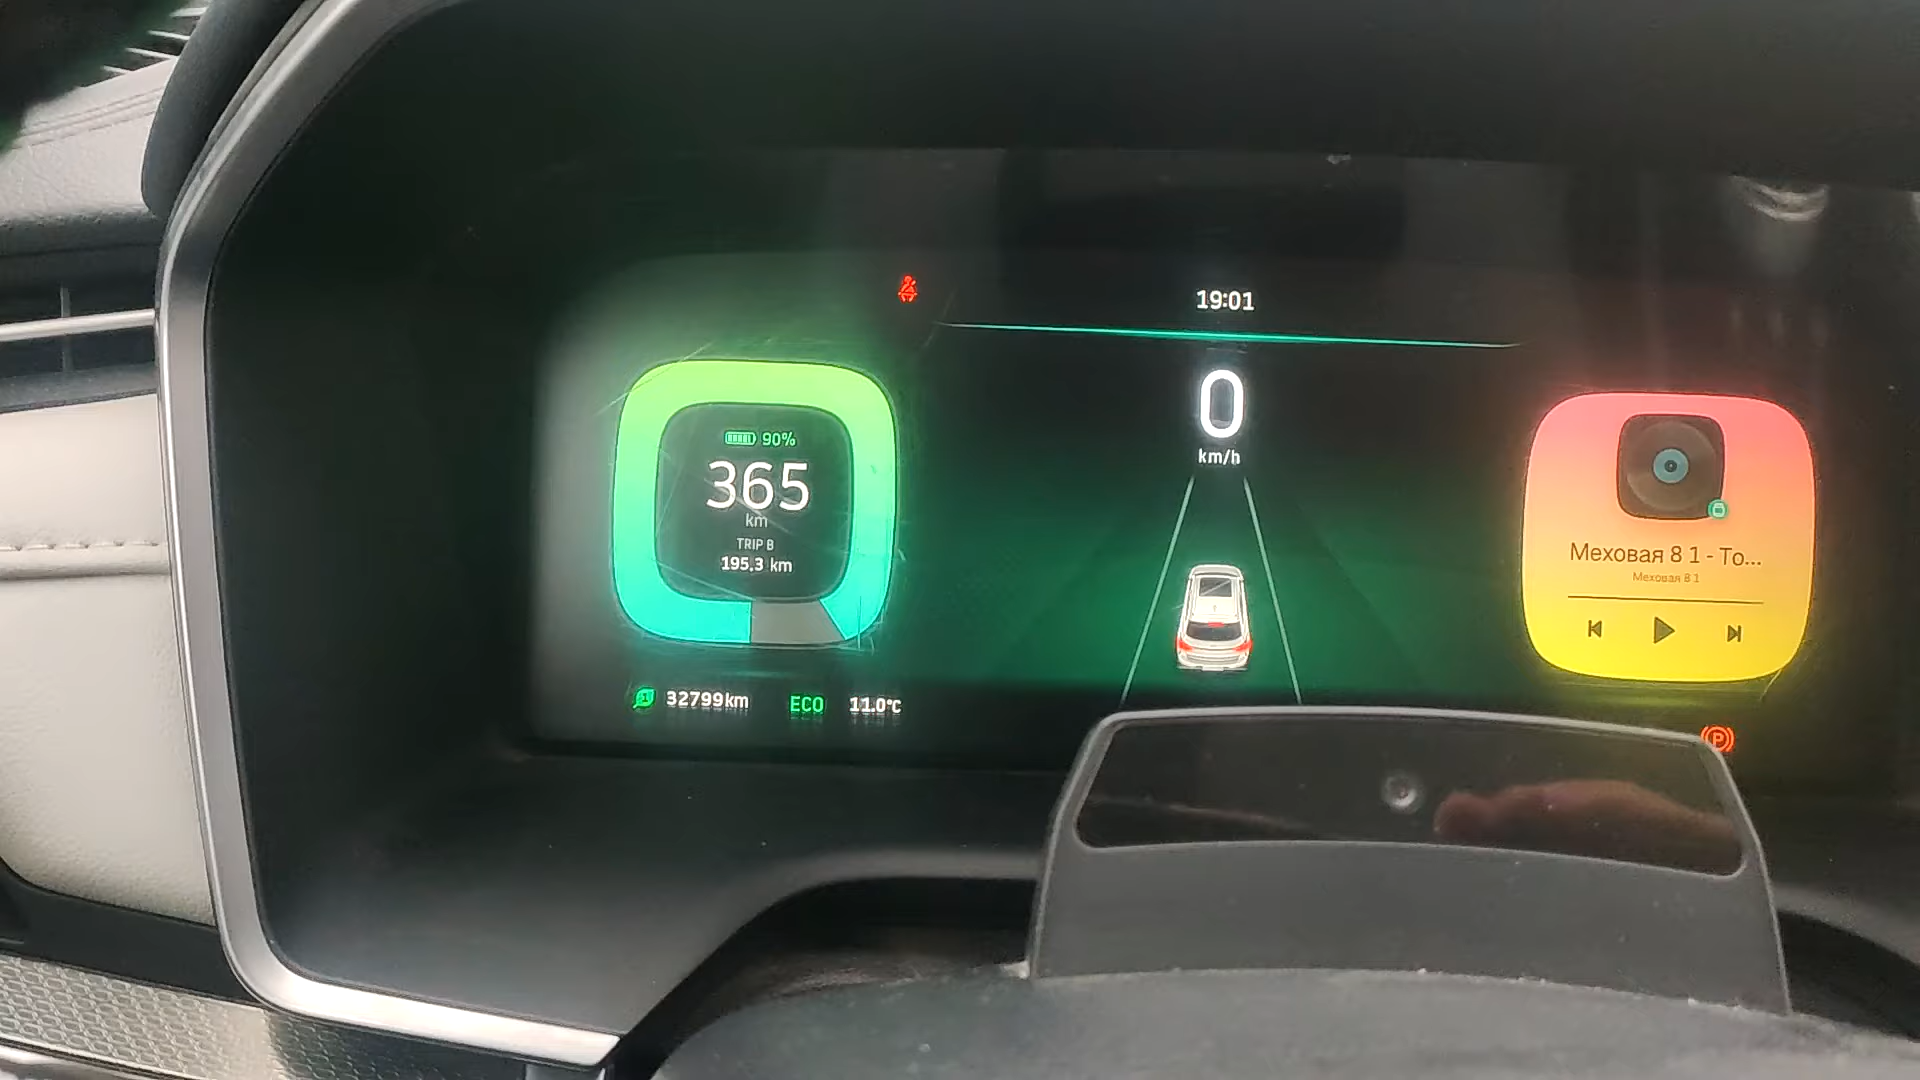 19:01
90%
365
km
TRIP B
195.3 km
0
km/h
Меховая 8 1 - То...
Меховая 8 1
32799km
ECO
11.0°C
P